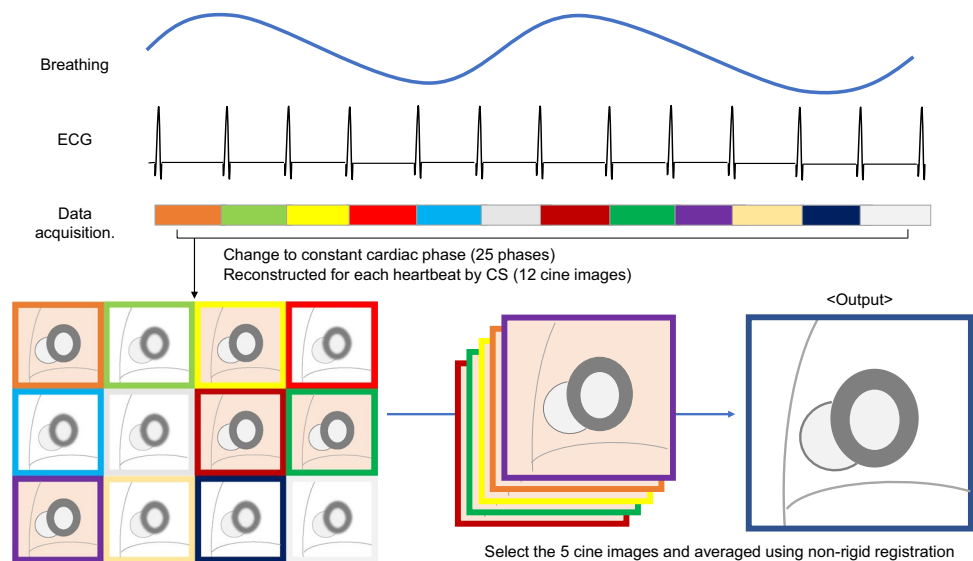 Breathing
ECG
Data
acquisition.
Change to constant cardiac phase (25 phases)
Reconstructed for each heartbeat by CS (12 cine images)
<Output>
Select the 5 cine images and averaged using non-rigid registration